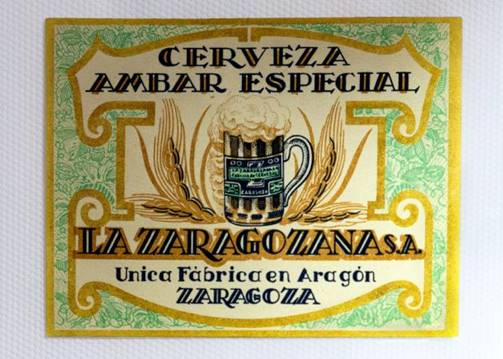 CERVEZA
AMBAR ESPECIAL
Z
LA ZARAGOZANA S.A.
Unica Fábrica en Aragón
ZARAGOZA